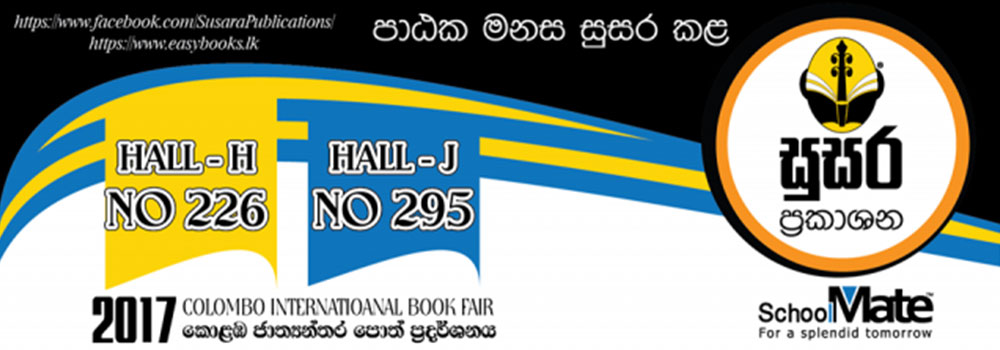 https://www.facebook.com/SusaraPublications/
https://www.easybooks.lk
පාඨක මනස සුසර කළ
සුසර
ප්‍රකාශන
HALL - H
NO 226
HALL - J
NO 295
2017 COLOMBO INTERNATIOANAL BOOK FAIR
කොළඹ ජාත්‍යන්තර පොත් ප්‍රදර්ශනය
SchoolMate™
For a splendid tomorrow